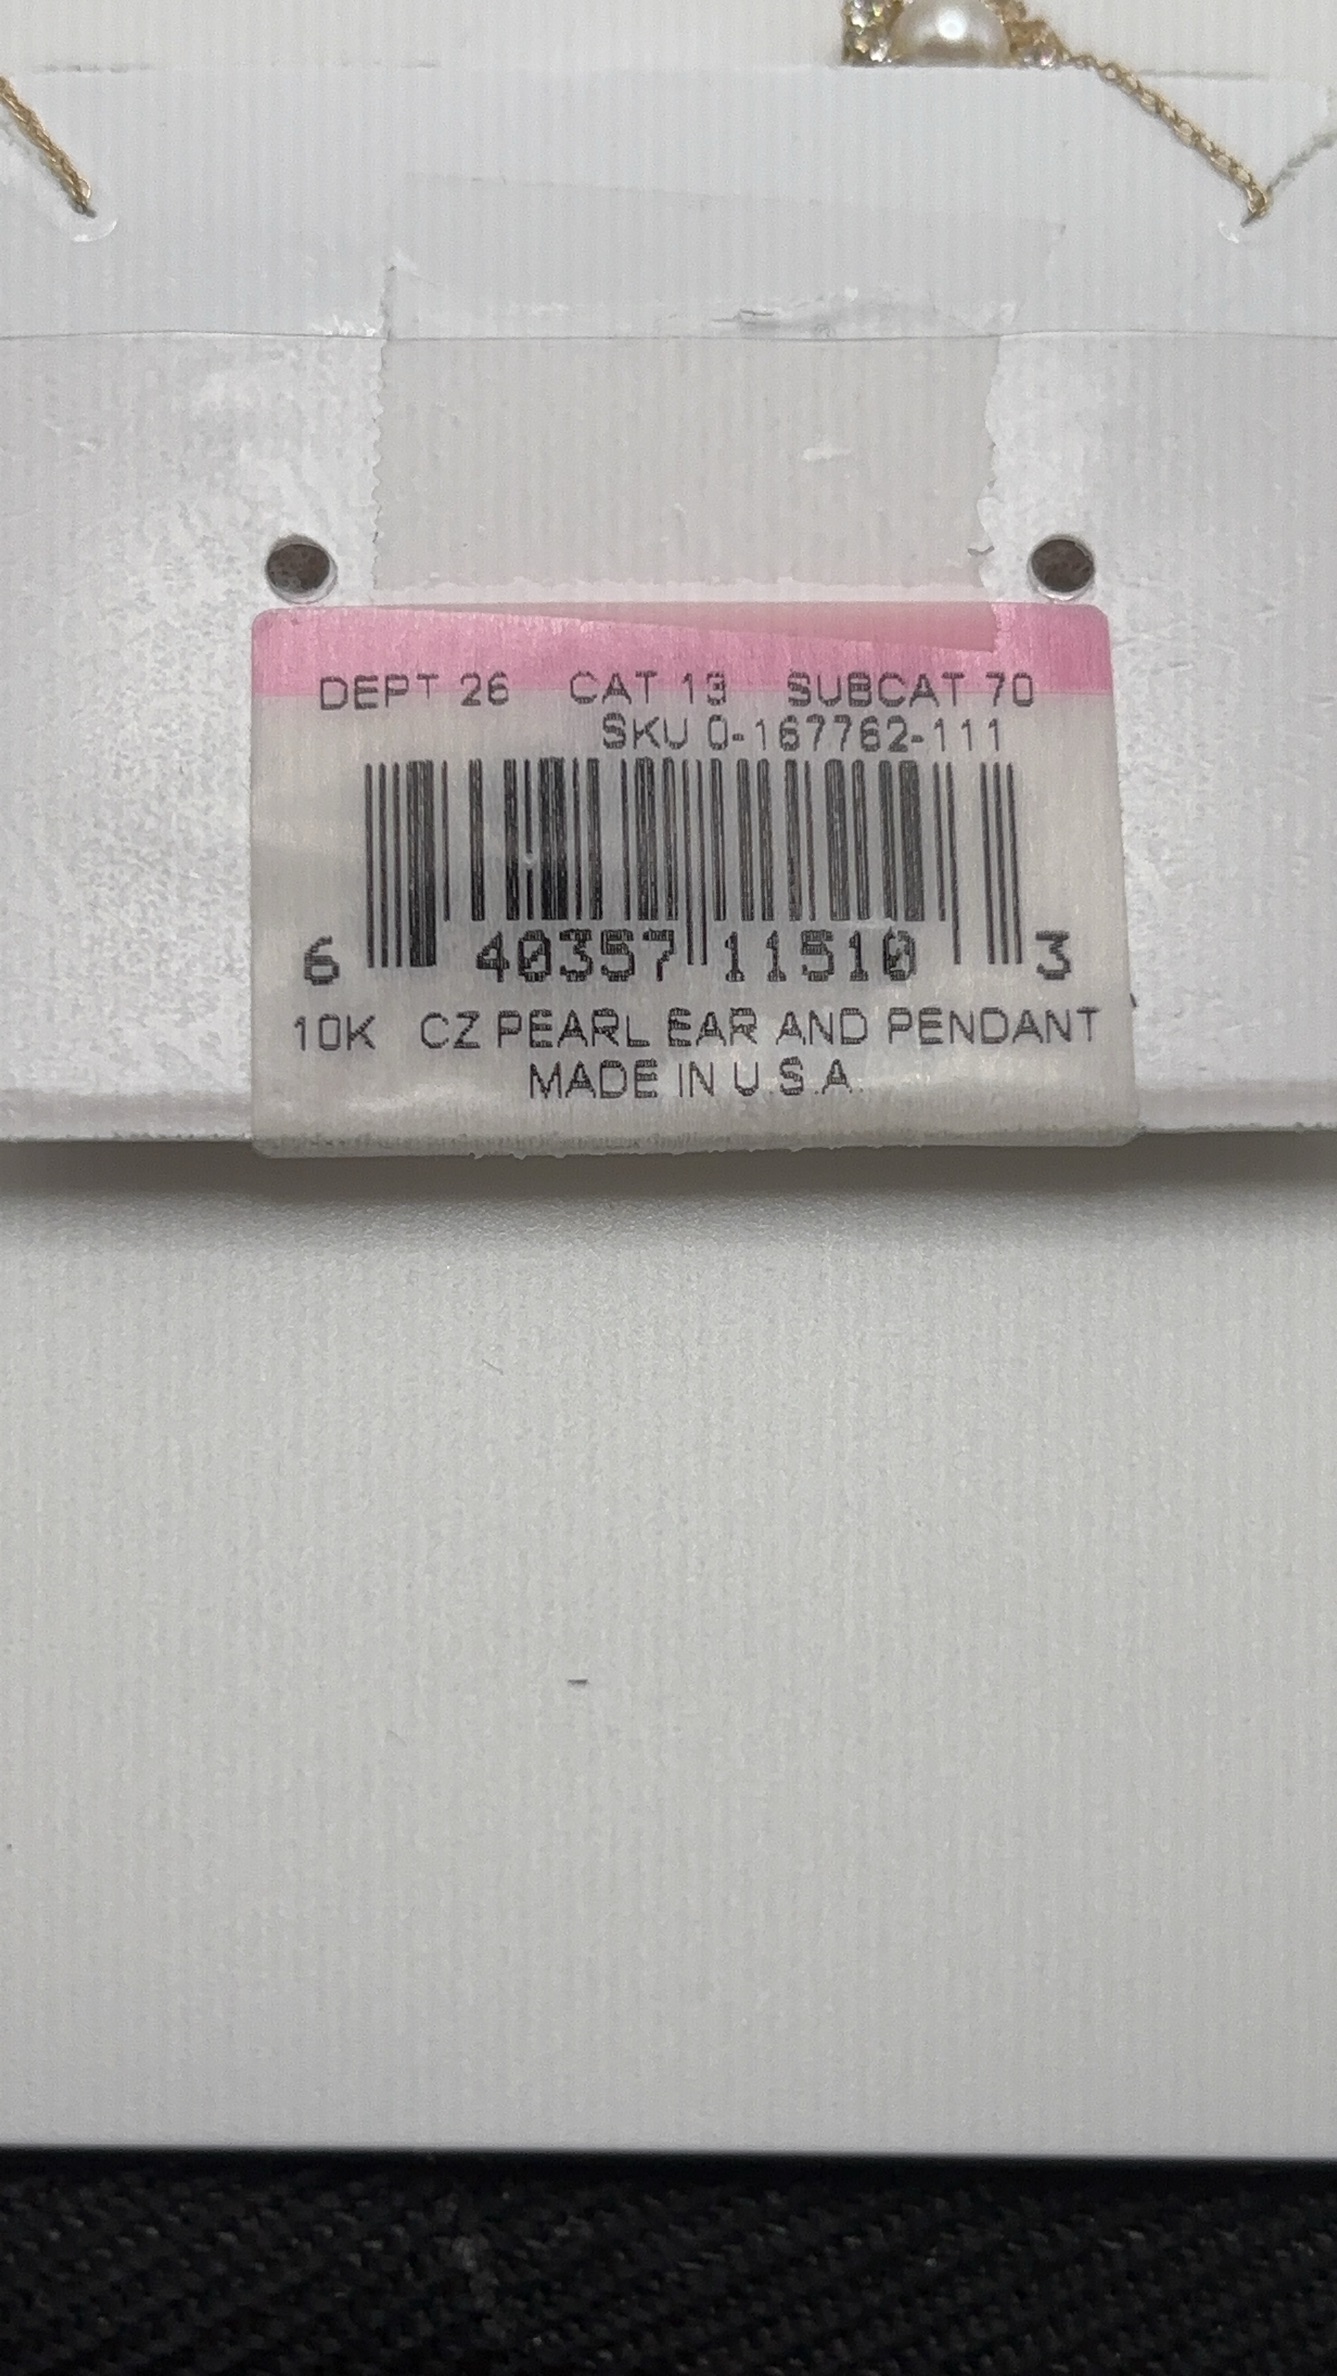 DEPT 26 CAT 13 SUBCAT 70
SKU 0-167762-111
6 40357 11510 3
10K CZ PEARL EAR AND PENDANT
MADE IN U.S.A.